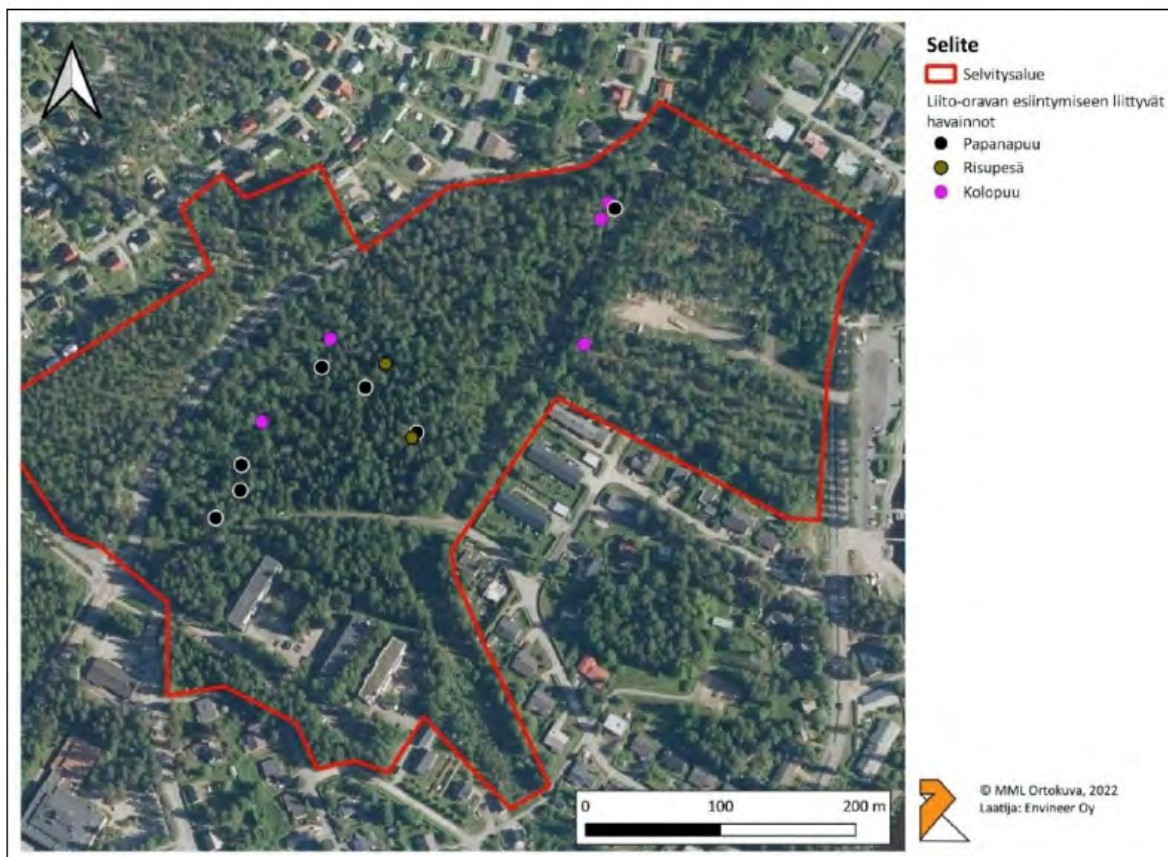 Selite
Selvitysalue
Liito-oravan esiintymiseen liittyvät
havainnot
Papanapuu
Risupesä
Kolopuu
0 100 200 m
© MML Ortokuva, 2022
Laatija: Envineer Oy